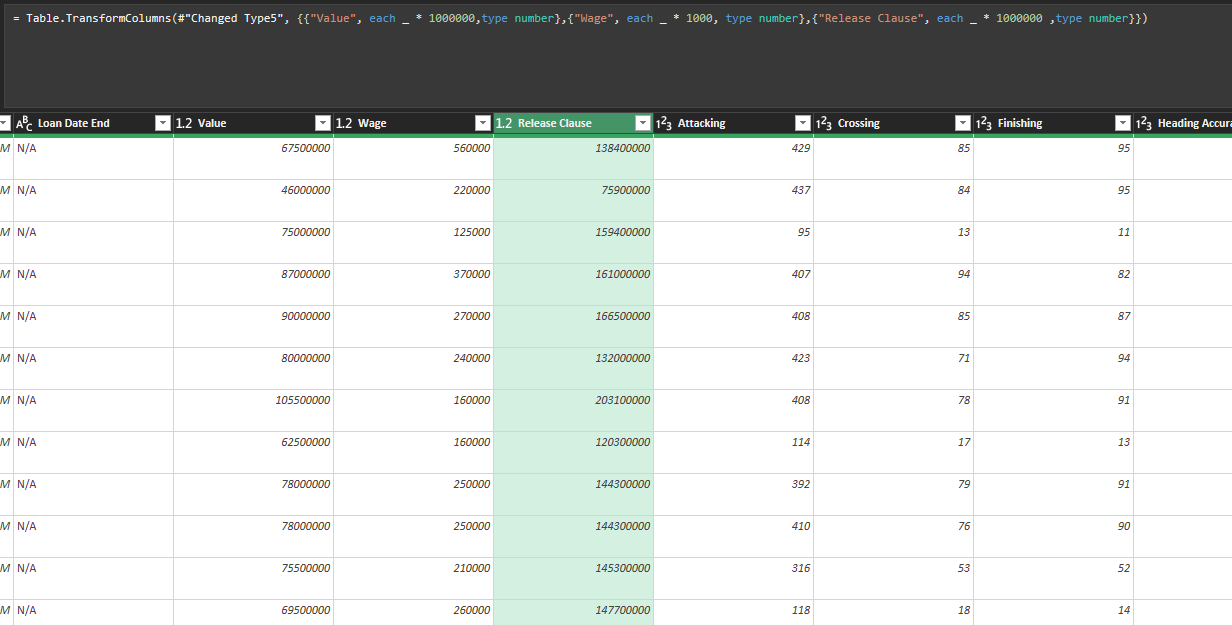 = Table.TransformColumns(#"Changed Type5", {{"Value", each _ * 1000000,type number},{"Wage", each _ * 1000, type number},{"Release Clause", each _ * 1000000 ,type number}})
ABC Loan Date End 1.2 Value 1.2 Wage 1.2 Release Clause 123 Attacking 123 Crossing 123 Finishing 123 Heading Accura
M N/A 67500000 560000 138400000 429 85 95
M N/A 46000000 220000 75900000 437 84 95
M N/A 75000000 125000 159400000 95 13 11
M N/A 87000000 370000 161000000 407 94 82
M N/A 90000000 270000 166500000 408 85 87
M N/A 80000000 240000 132000000 423 71 94
M N/A 105500000 160000 203100000 408 78 91
M N/A 62500000 160000 120300000 114 17 13
M N/A 78000000 250000 144300000 392 79 91
M N/A 78000000 250000 144300000 410 76 90
M N/A 75500000 210000 145300000 316 53 52
M N/A 69500000 260000 147700000 118 18 14